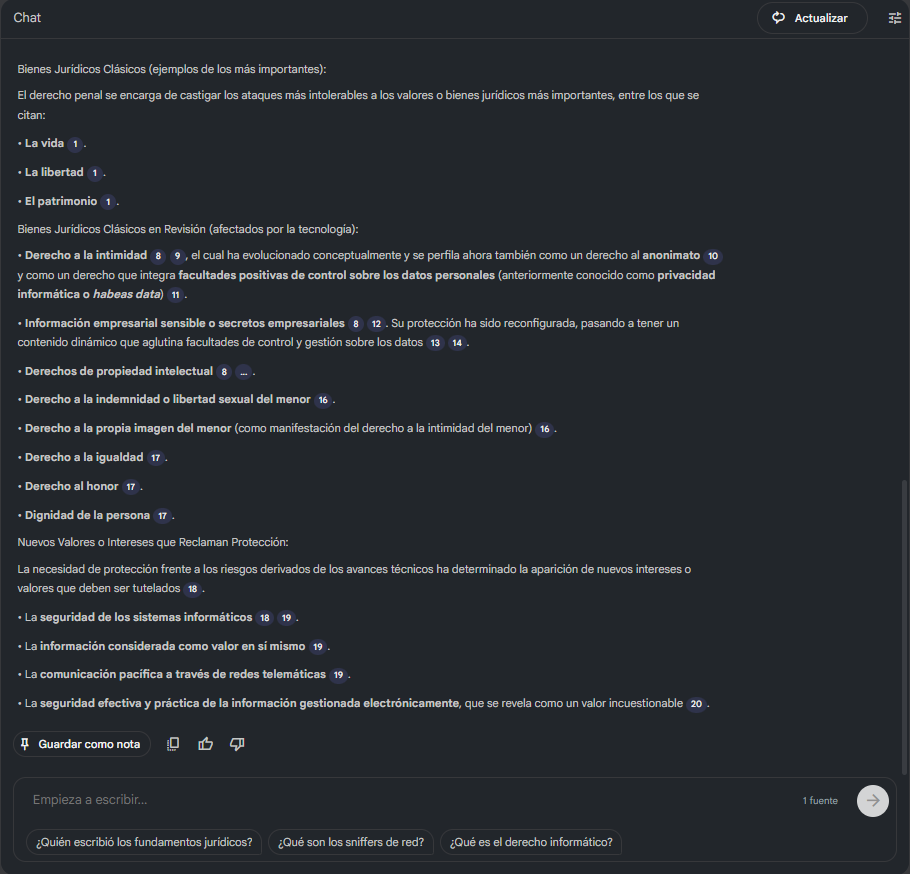 Chat
Actualizar
Bienes Jurídicos Clásicos (ejemplos de los más importantes):
El derecho penal se encarga de castigar los ataques más intolerables a los valores o bienes jurídicos más importantes, entre los que se
citan:
• La vida 1 .
• La libertad 1 .
• El patrimonio 1 .
Bienes Jurídicos Clásicos en Revisión (afectados por la tecnología):
• Derecho a la intimidad 8 9 , el cual ha evolucionado conceptualmente y se perfila ahora también como un derecho al anonimato 10
y como un derecho que integra facultades positivas de control sobre los datos personales (anteriormente conocido como privacidad
informática o habeas data) 11 .
• Información empresarial sensible o secretos empresariales 8 12 . Su protección ha sido reconfigurada, pasando a tener un
contenido dinámico que aglutina facultades de control y gestión sobre los datos 13 14 .
• Derechos de propiedad intelectual 8 ... .
• Derecho a la indemnidad o libertad sexual del menor 16 .
• Derecho a la propia imagen del menor (como manifestación del derecho a la intimidad del menor) 16 .
• Derecho a la igualdad 17 .
• Derecho al honor 17 .
• Dignidad de la persona 17 .
Nuevos Valores o Intereses que Reclaman Protección:
La necesidad de protección frente a los riesgos derivados de los avances técnicos ha determinado la aparición de nuevos intereses o
valores que deben ser tutelados 18 .
• La seguridad de los sistemas informáticos 18 19 .
• La información considerada como valor en sí mismo 19 .
• La comunicación pacífica a través de redes telemáticas 19 .
• La seguridad efectiva y práctica de la información gestionada electrónicamente, que se revela como un valor incuestionable 20 .
Guardar como nota
Empieza a escribir...
1 fuente
¿Quién escribió los fundamentos jurídicos?
¿Qué son los sniffers de red?
¿Qué es el derecho informático?